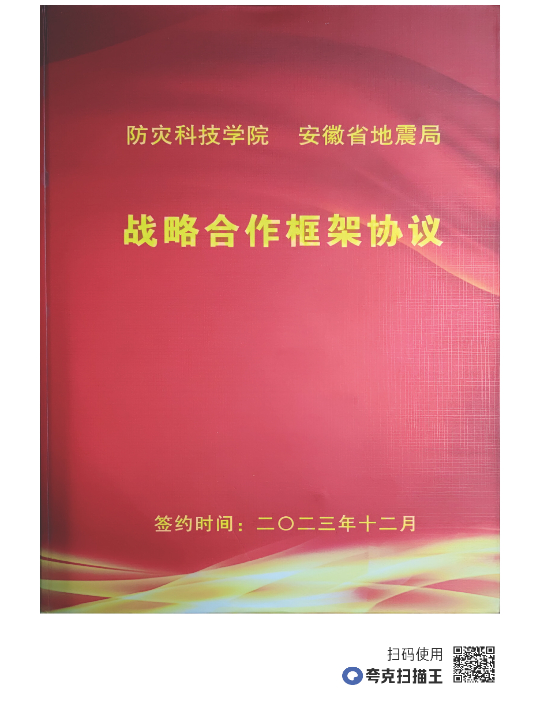 防灾科技学院 安徽省地震局
战略合作框架协议
签约时间：二〇二三年十二月
扫码使用
夸克扫描王